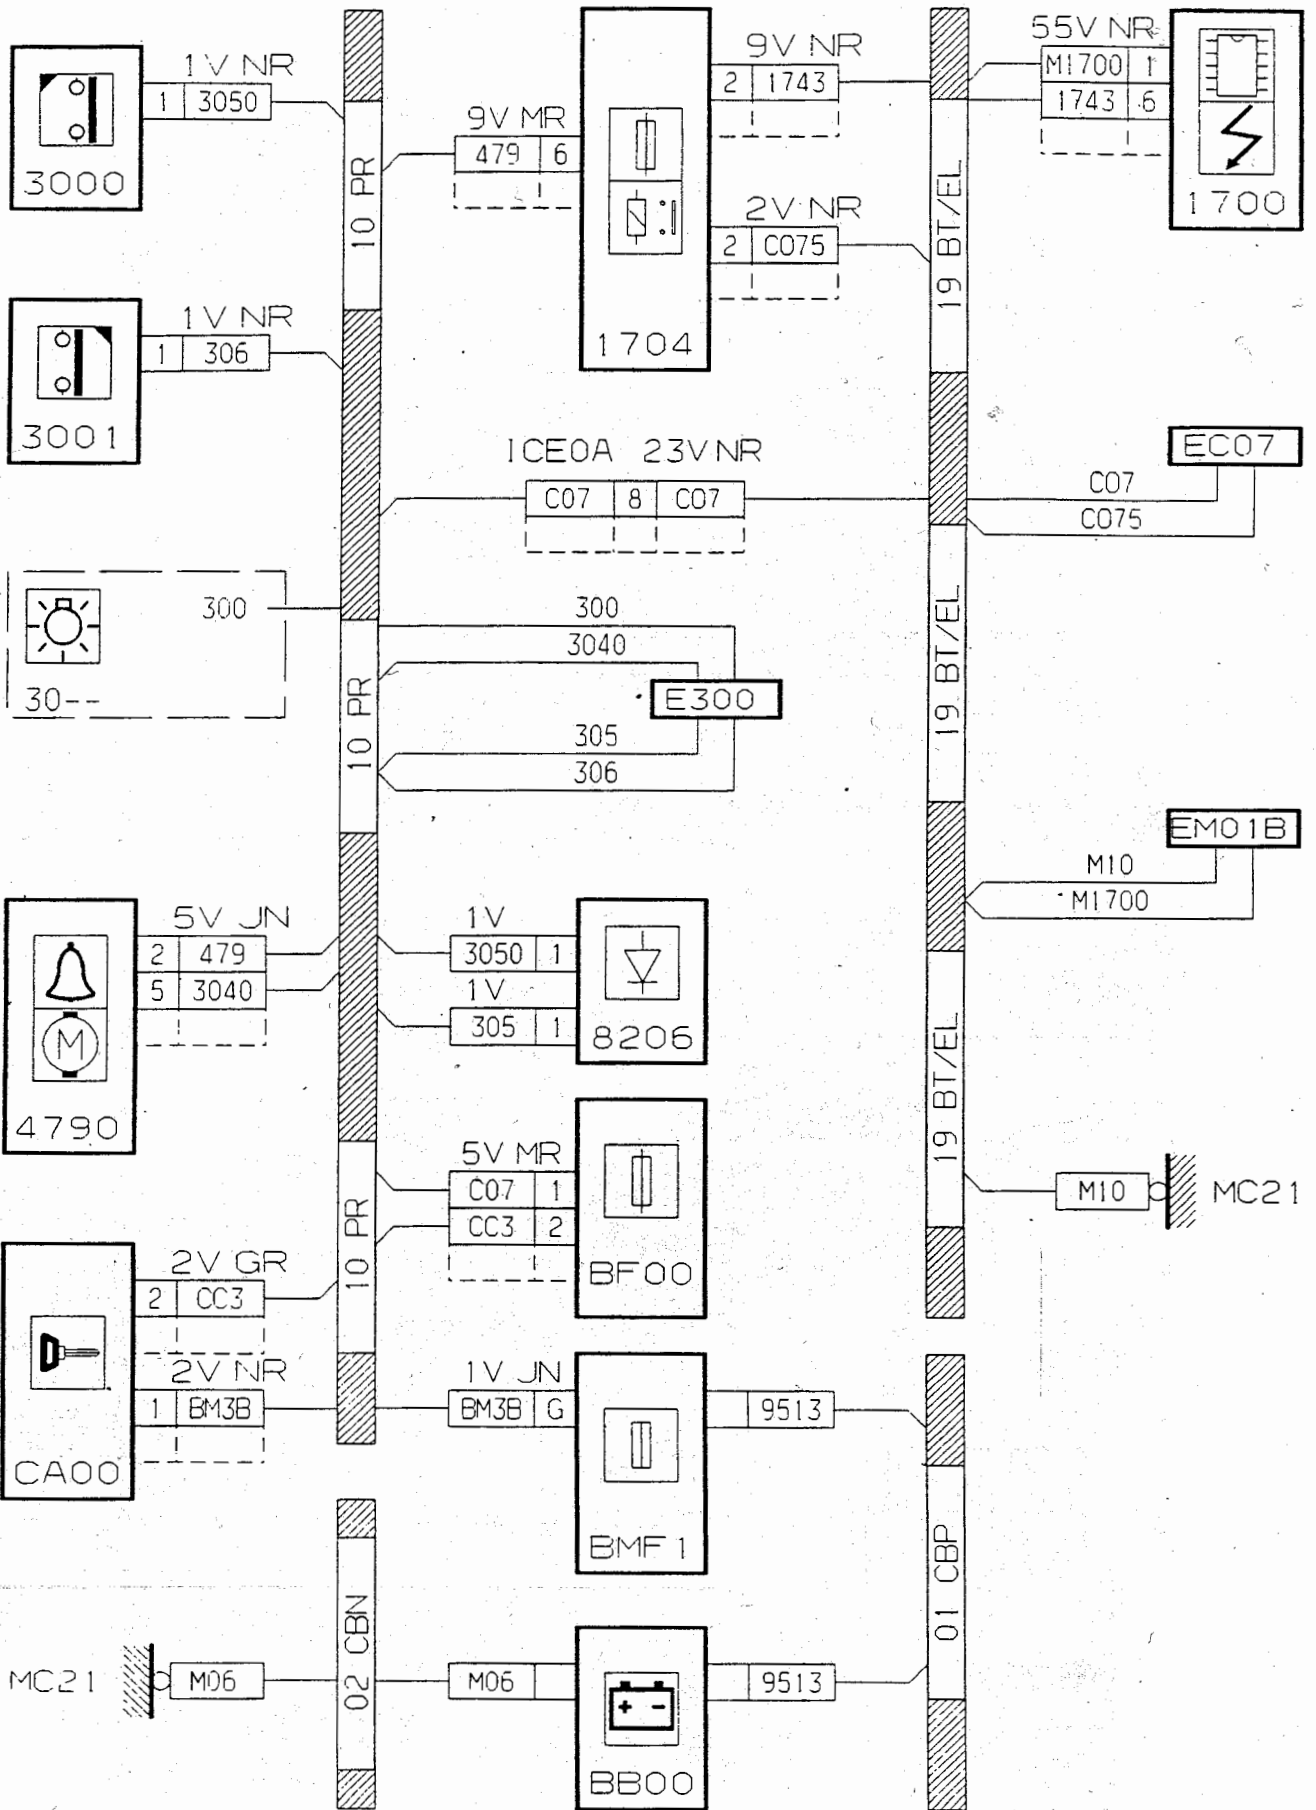 1V NR
1 3050
3000
9V NR
2 1743
9V MR
479 6
2V NR
2 C075
1704
55V NR
M1700 1
1743 6
1700
10 PR
19 BT/EL
1V NR
1 306
3001
ICE0A 23VNR
C07 8 C07
EC07
C07
C075
300
30--
300
3040
E300
305
306
10 PR
19 BT/EL
EM01B
M10
M1700
5V JN
2 479
5 3040
M
4790
1V
3050 1
1V
305 1
8206
19 BT/EL
M10
MC21
5V MR
C07 1
CC3 2
BF00
10 PR
2V GR
2 CC3
2V NR
1 BM3B
CA00
1V JN
BM3B G
9513
BMF1
01 CBP
02 CBN
MC21
M06
M06
9513
+ -
BB00